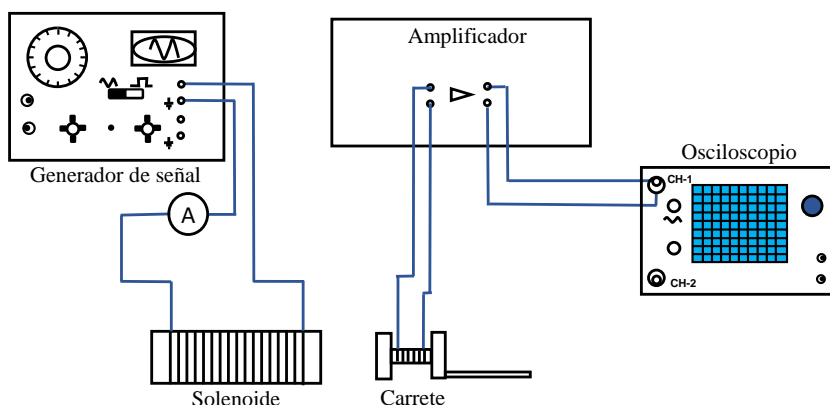 Amplificador
Generador de señal
A
Osciloscopio
CH-1
CH-2
Solenoide
Carrete